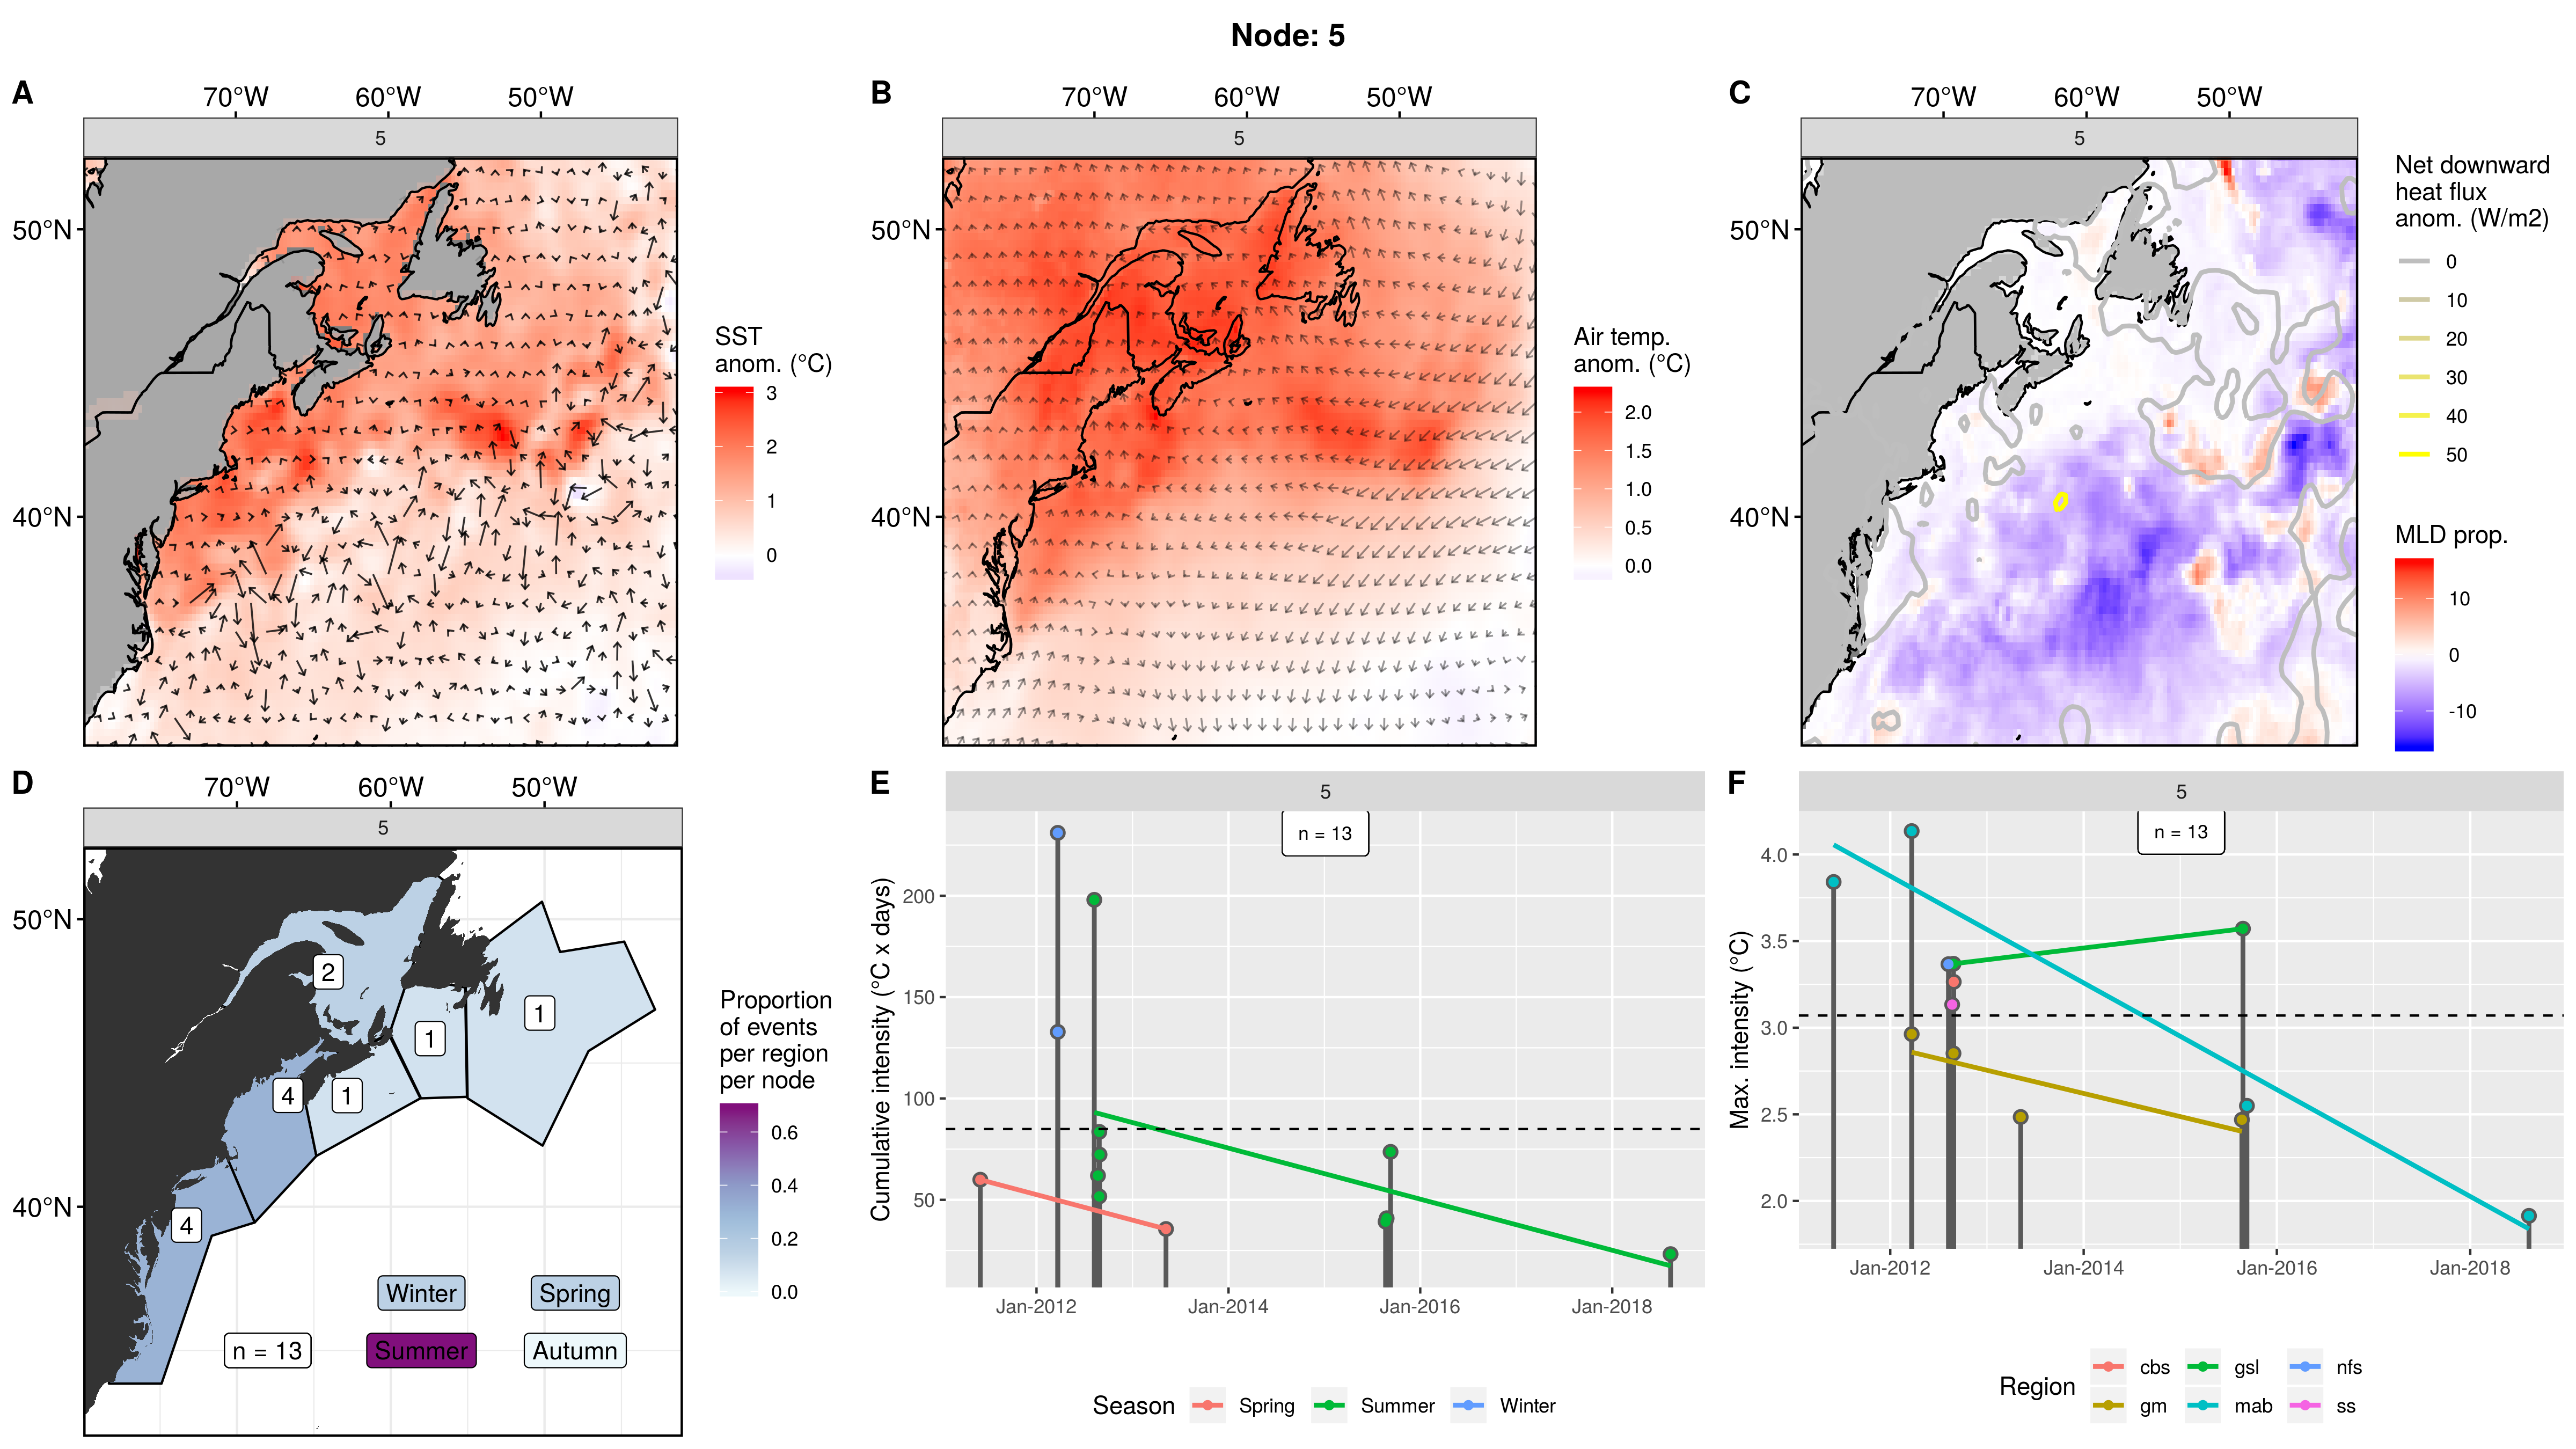 Node: 5
A
70°W 60°W 50°W
5
50°N
40°N
SST
anom. (°C)
3
2
1
0
B
70°W 60°W 50°W
5
50°N
40°N
Air temp.
anom. (°C)
2.0
1.5
1.0
0.5
0.0
C
70°W 60°W 50°W
5
50°N
40°N
Net downward
heat flux
anom. (W/m2)
0
10
20
30
40
50
MLD prop.
10
0
-10
D
70°W 60°W 50°W
5
50°N
40°N
2
1
1
4
1
4
Winter
Spring
n = 13
Summer
Autumn
Proportion
of events
per region
per node
0.6
0.4
0.2
0.0
E
5
n = 13
Cumulative intensity (°C x days)
200
150
100
50
Jan-2012 Jan-2014 Jan-2016 Jan-2018
Season
Spring
Summer
Winter
F
5
n = 13
Max. intensity (°C)
4.0
3.5
3.0
2.5
2.0
Jan-2012 Jan-2014 Jan-2016 Jan-2018
Region
cbs
gsl
nfs
gm
mab
ss